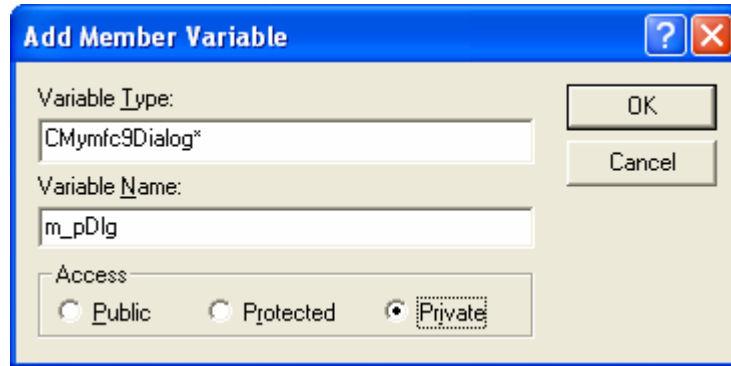 Add Member Variable
Variable Type:
CMymfc9Dialog*
Variable Name:
m_pDlg
Access
Public Protected Private
OK
Cancel